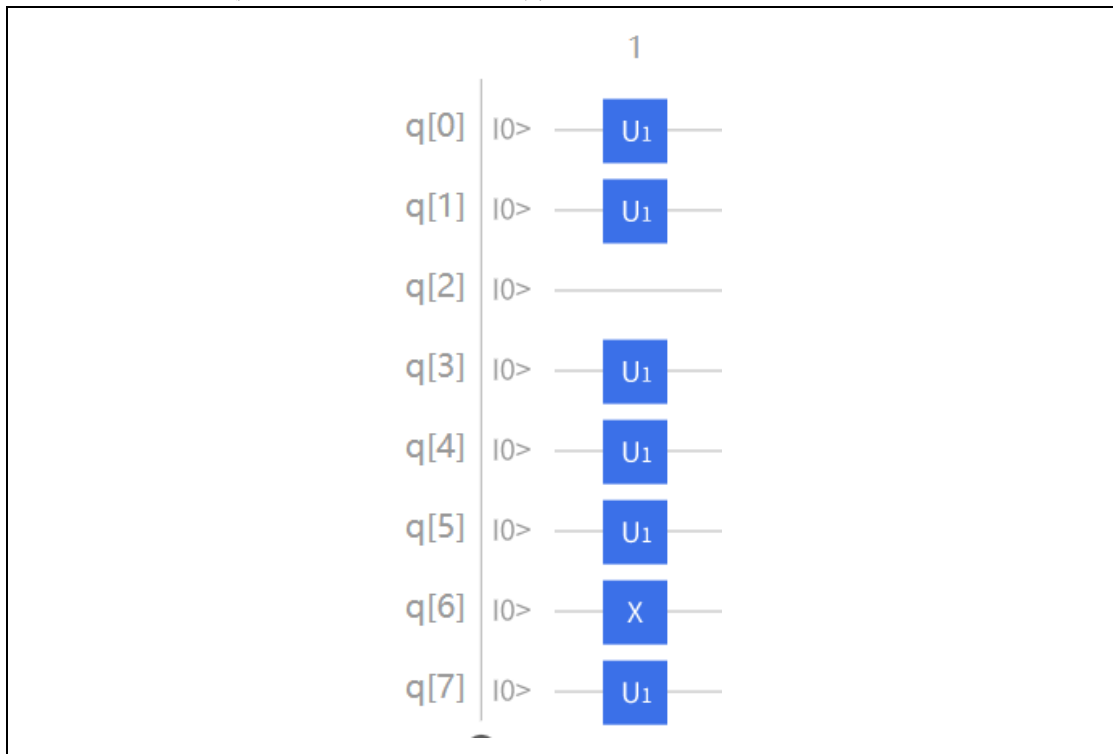 1
q[0] |0> U1
q[1] |0> U1
q[2] |0>
q[3] |0> U1
q[4] |0> U1
q[5] |0> U1
q[6] |0> X
q[7] |0> U1